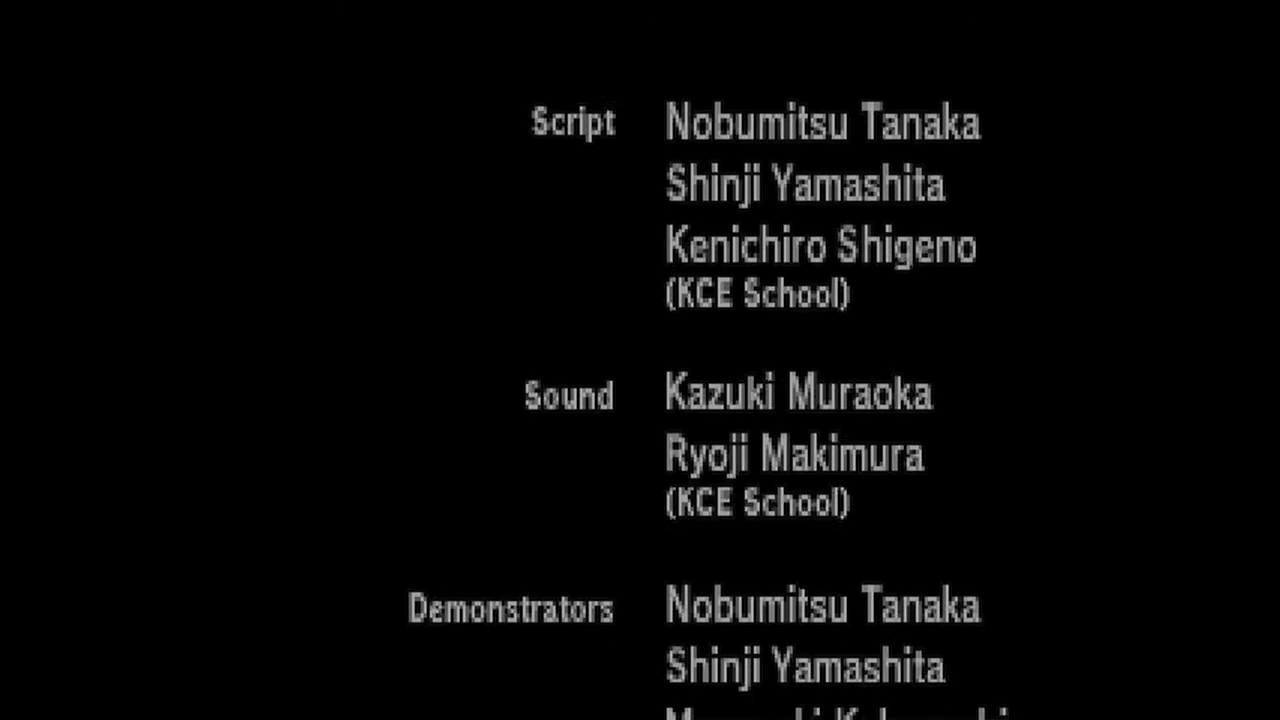 Script Nobumitsu Tanaka
Shinji Yamashita
Kenichiro Shigeno
(KCE School)
Sound Kazuki Muraoka
Ryoji Makimura
(KCE School)
Demonstrators Nobumitsu Tanaka
Shinji Yamashita